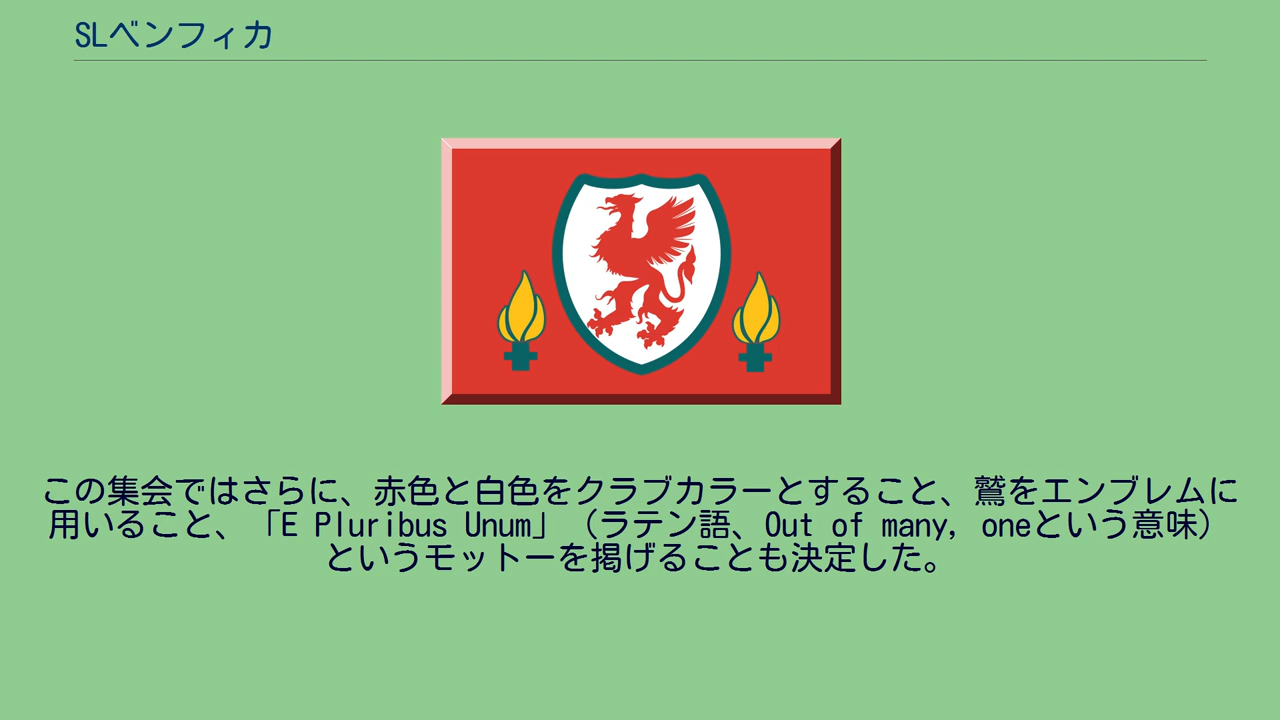 SLベンフィカ
この集会ではさらに、赤色と白色をクラブカラーとすること、鷲をエンブレムに
用いること、「E Pluribus Unum」（ラテン語、Out of many, oneという意味）
というモットーを掲げることも決定した。